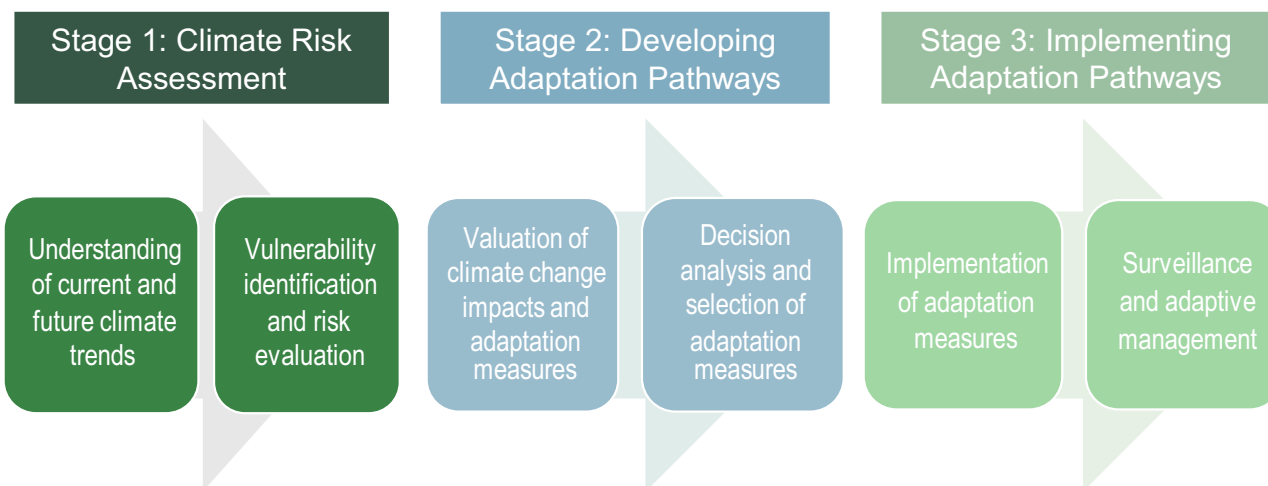 Stage 1: Climate Risk
Assessment
Stage 2: Developing
Adaptation Pathways
Stage 3: Implementing
Adaptation Pathways
Understanding
of current and
future climate
trends
Vulnerability
identification
and risk
evaluation
Valuation of
climate change
impacts and
adaptation
measures
Decision
analysis and
selection of
adaptation
measures
Implementation
of adaptation
measures
Surveillance
and adaptive
management